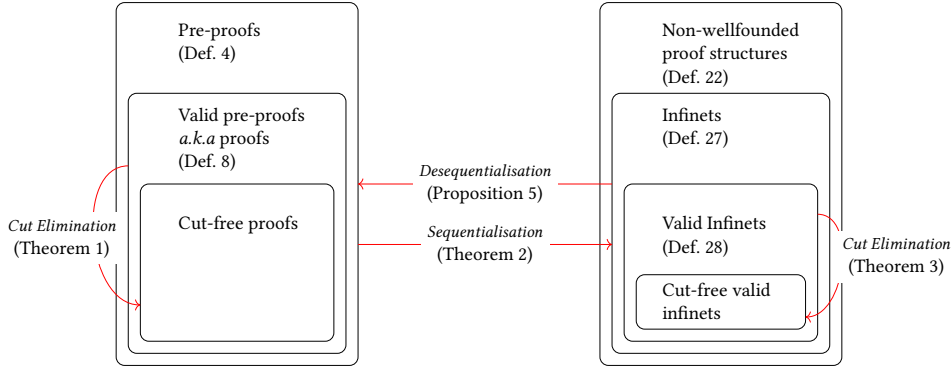 Pre-proofs
(Def. 4)
Valid pre-proofs
a.k.a proofs
(Def. 8)
Cut-free proofs
Cut Elimination
(Theorem 1)
Desequentialisation
(Proposition 5)
Sequentialisation
(Theorem 2)
Non-wellfounded
proof structures
(Def. 22)
Infinets
(Def. 27)
Valid Infinets
(Def. 28)
Cut-free valid
infinets
Cut Elimination
(Theorem 3)